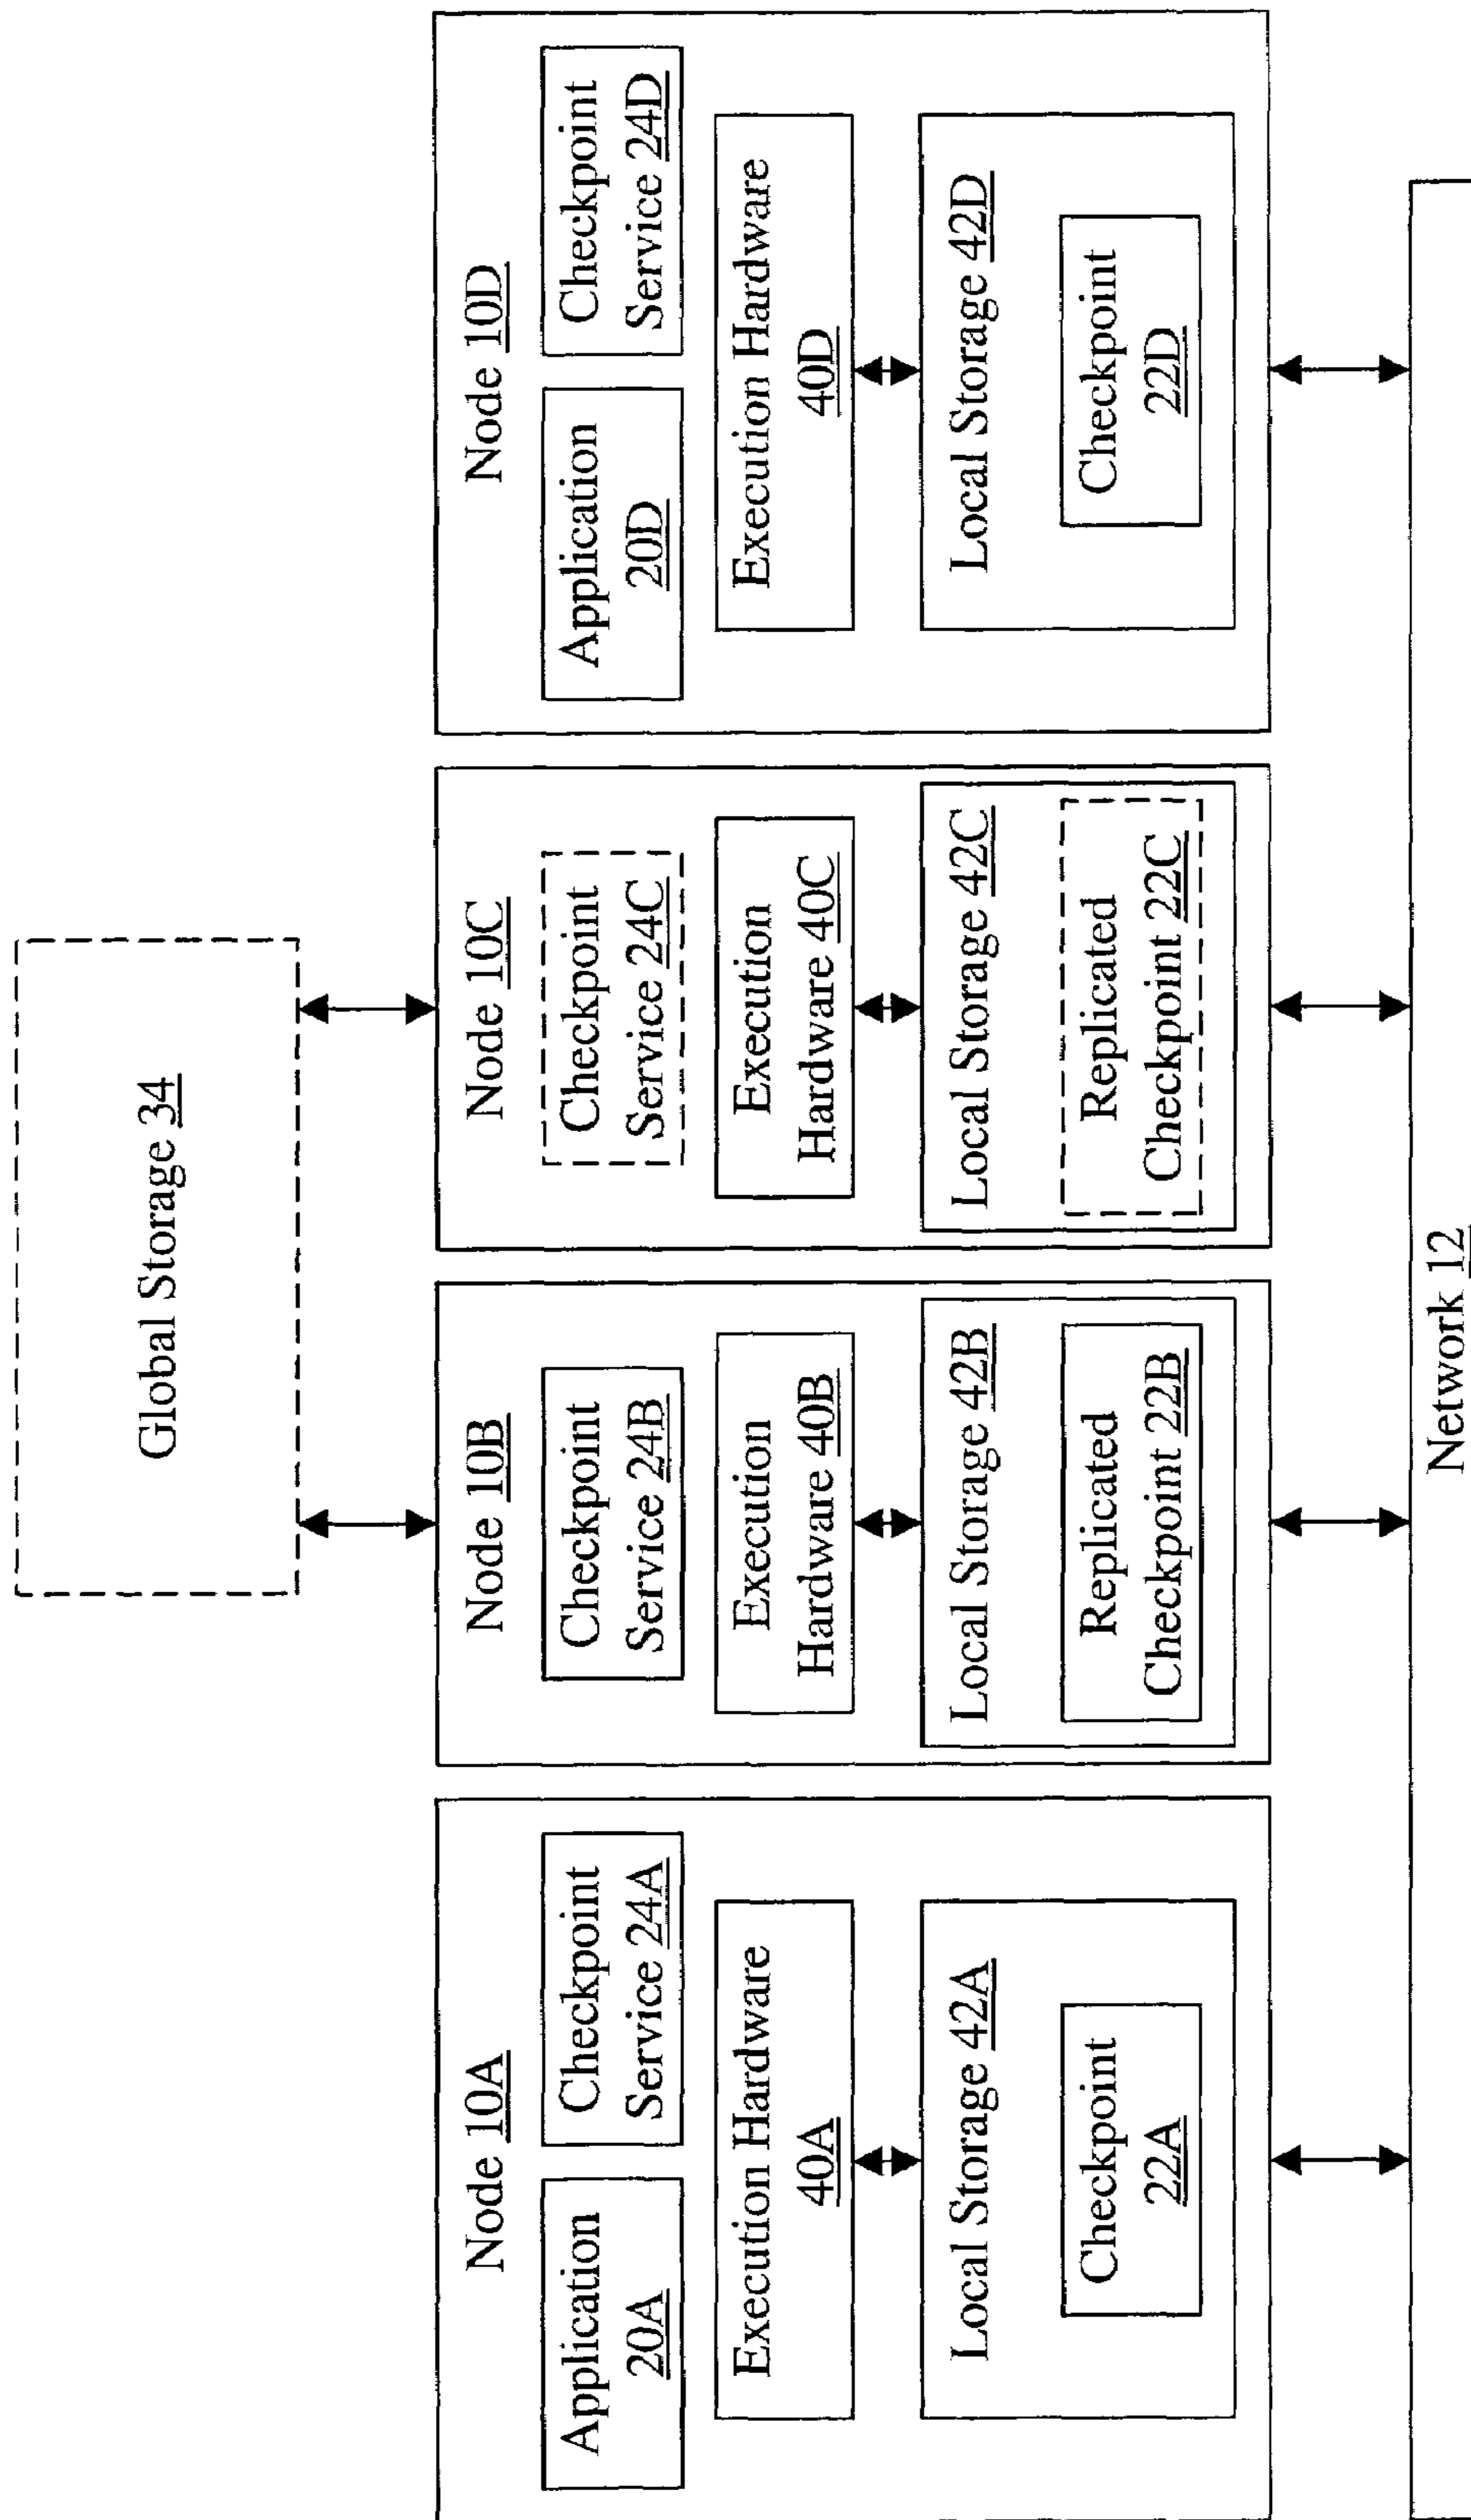 Global Storage 34
Node 10A
Application
20A
Checkpoint
Service 24A
Execution Hardware
40A
Local Storage 42A
Checkpoint
22A
Node 10B
Checkpoint
Service 24B
Execution
Hardware 40B
Local Storage 42B
Replicated
Checkpoint 22B
Node 10C
Checkpoint
Service 24C
Execution
Hardware 40C
Local Storage 42C
Replicated
Checkpoint 22C
Node 10D
Application
20D
Checkpoint
Service 24D
Execution Hardware
40D
Local Storage 42D
Checkpoint
22D
Network 12